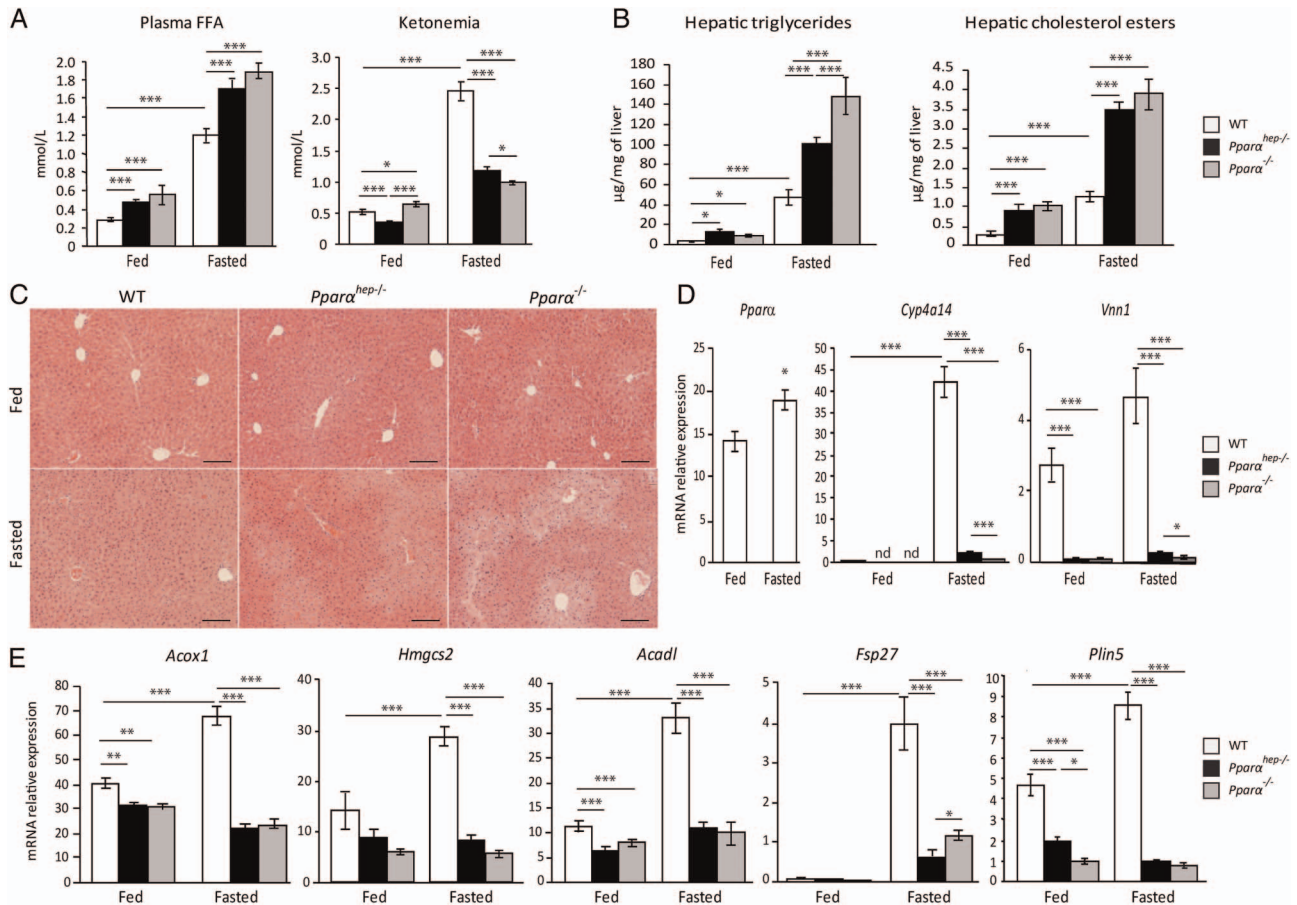 A
Plasma FFA
Ketonemia
mmol/L
2.0
1.8
1.6
1.4
1.2
1.0
0.8
0.6
0.4
0.2
0
***
***
***
***
***
Fed
Fasted
mmol/L
3.0
2.5
2.0
1.5
1.0
0.5
0
***
***
***
*
*
*** ***
Fed
Fasted
B
Hepatic triglycerides
Hepatic cholesterol esters
µg/mg of liver
180
160
140
120
100
80
60
40
20
0
***
*** ***
***
*
*
Fed
Fasted
µg/mg of liver
4.5
3.5
3.0
2.5
2.0
1.5
1.0
0.5
0
***
***
***
***
***
Fed
Fasted
WT
Pparα hep-/-
Pparα -/-
C
WT
Pparα hep-/-
Pparα -/-
Fed
Fasted
D
Pparα
Cyp4a14
Vnn1
mRNA relative expression
25
20
15
10
5
0
*
Fed
Fasted
50
45
40
35
30
25
20
15
10
5
0
***
***
***
***
nd
nd
Fed
Fasted
6
4
2
0
***
***
***
***
*
Fed
Fasted
WT
Pparα hep-/-
Pparα -/-
E
Acox1
Hmgcs2
Acadl
Fsp27
Plin5
mRNA relative expression
80
70
60
50
40
30
20
10
0
***
***
***
**
**
Fed
Fasted
40
30
20
10
0
***
***
***
Fed
Fasted
40
35
30
25
20
15
10
5
0
***
***
***
***
***
Fed
Fasted
5
4
3
2
1
0
***
***
***
*
Fed
Fasted
10
9
8
7
6
5
4
3
2
1
0
***
***
***
***
*** *
Fed
Fasted
WT
Pparα hep-/-
Pparα -/-